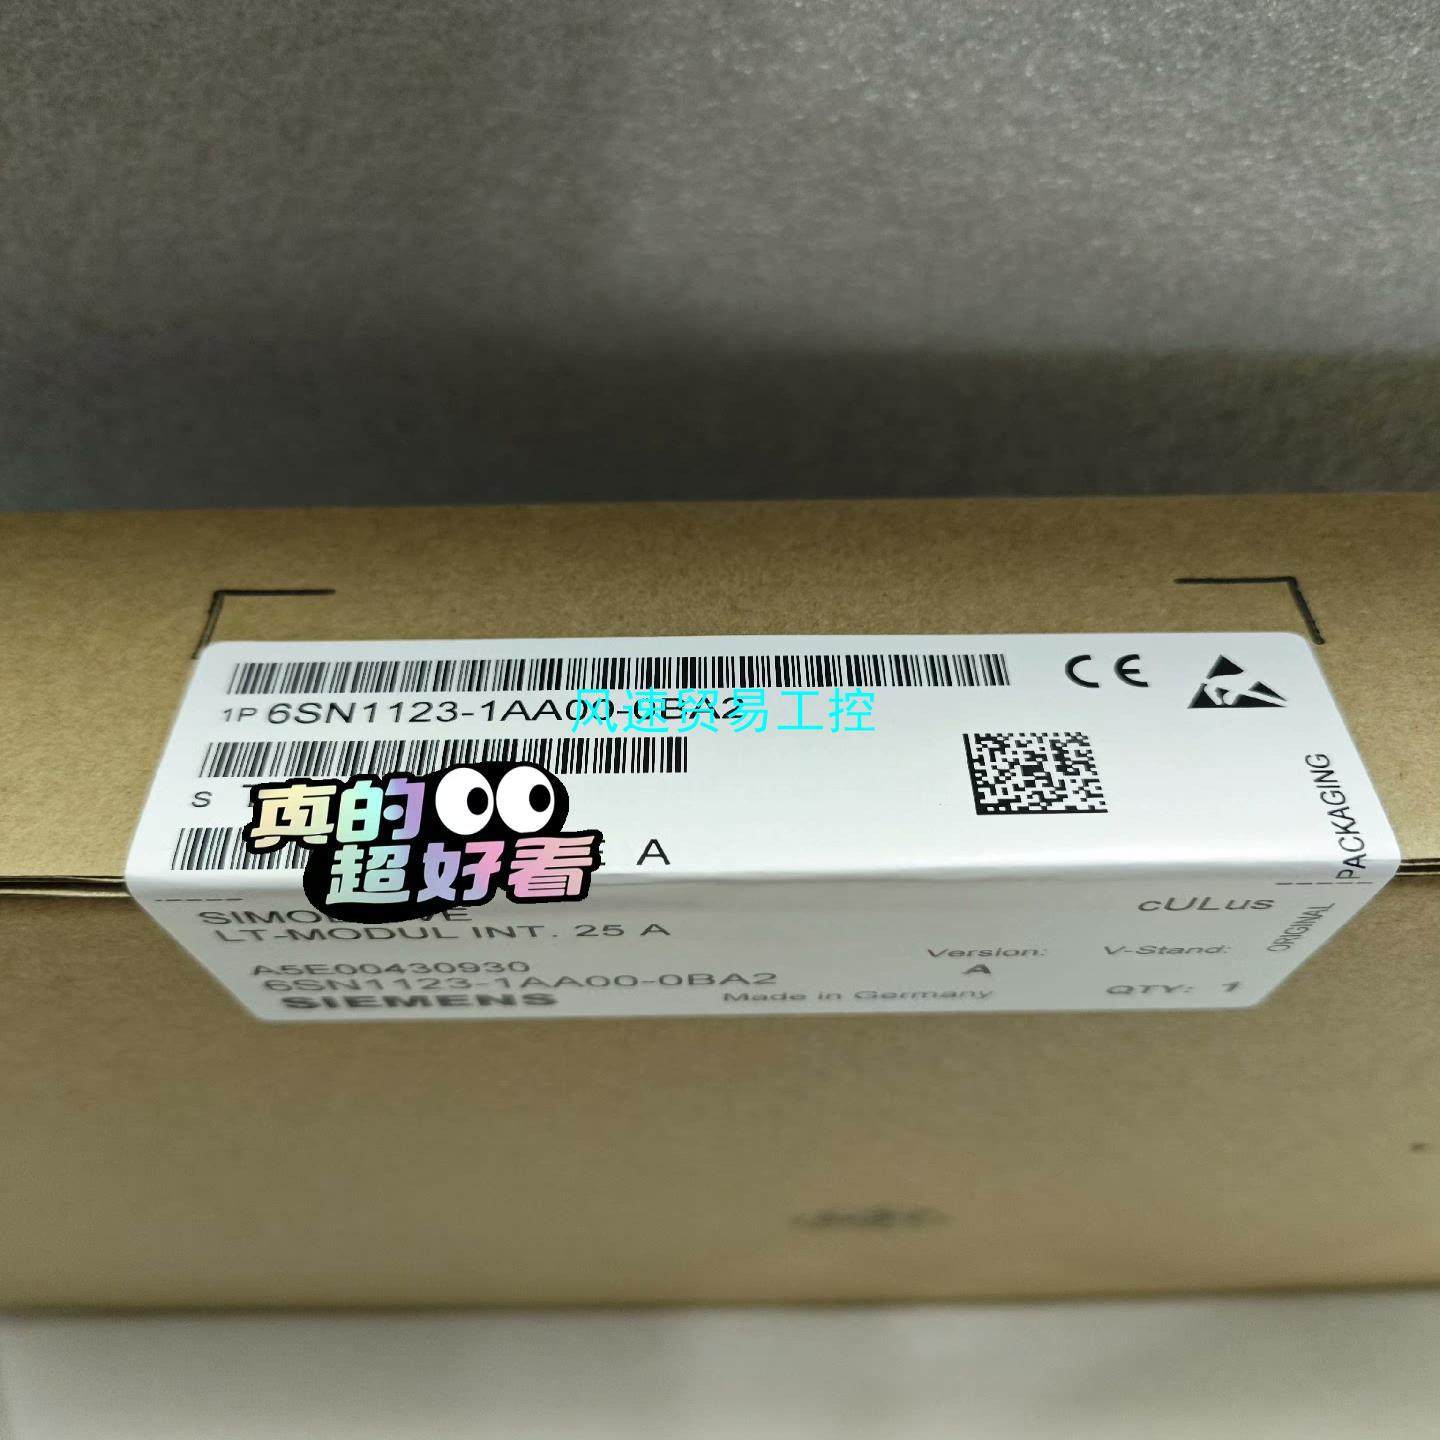 CE
1P 6SN1123-1AA00-0BA2
风速贸易工控
S
真的
超好看
A
PACKAGING
ORIGINAL
cULus
LT-MODUL INT. 25 A
Version:
V-Stand:
A
A5E00430930
6SN1123-1AA00-0BA2
SIEMENS
Made in Germany
QTY: 1